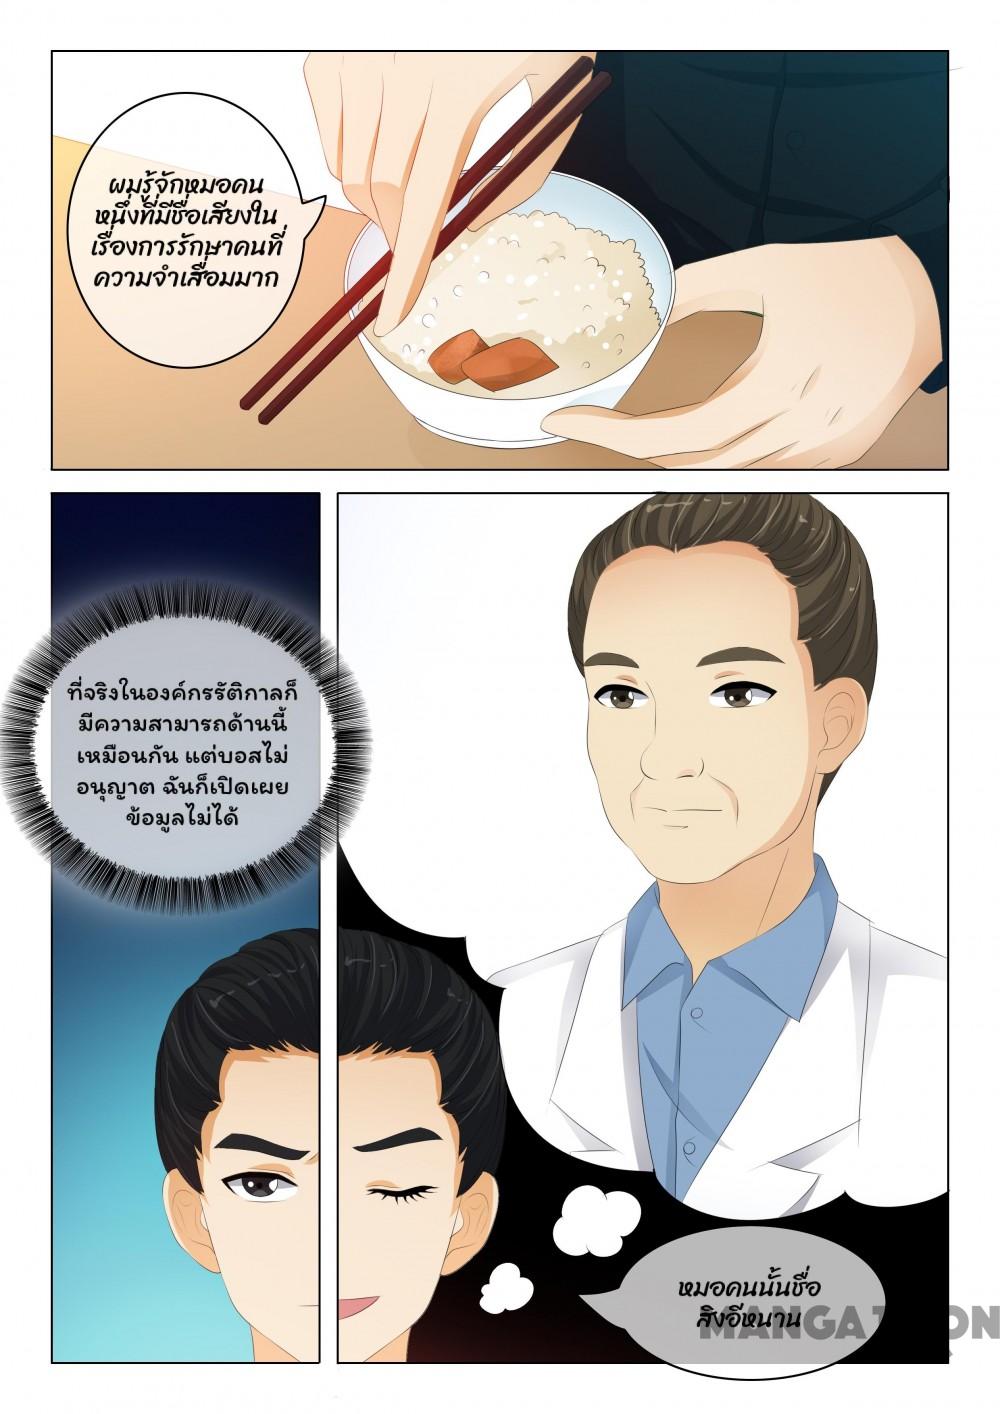 ผมรู้จักหมอคน
หนึ่งที่มีชื่อเสียงใน
เรื่องการรักษาคนที่
ความจำเสื่อมมาก
ที่จริงในองค์กรรัติกาลก็
มีความสามารถด้านนี้
เหมือนกัน แต่บอสไม่
อนุญาต ฉันก็เปิดเผย
ข้อมูลไม่ได้
หมอคนนั้นชื่อ
สิงอีหนาน